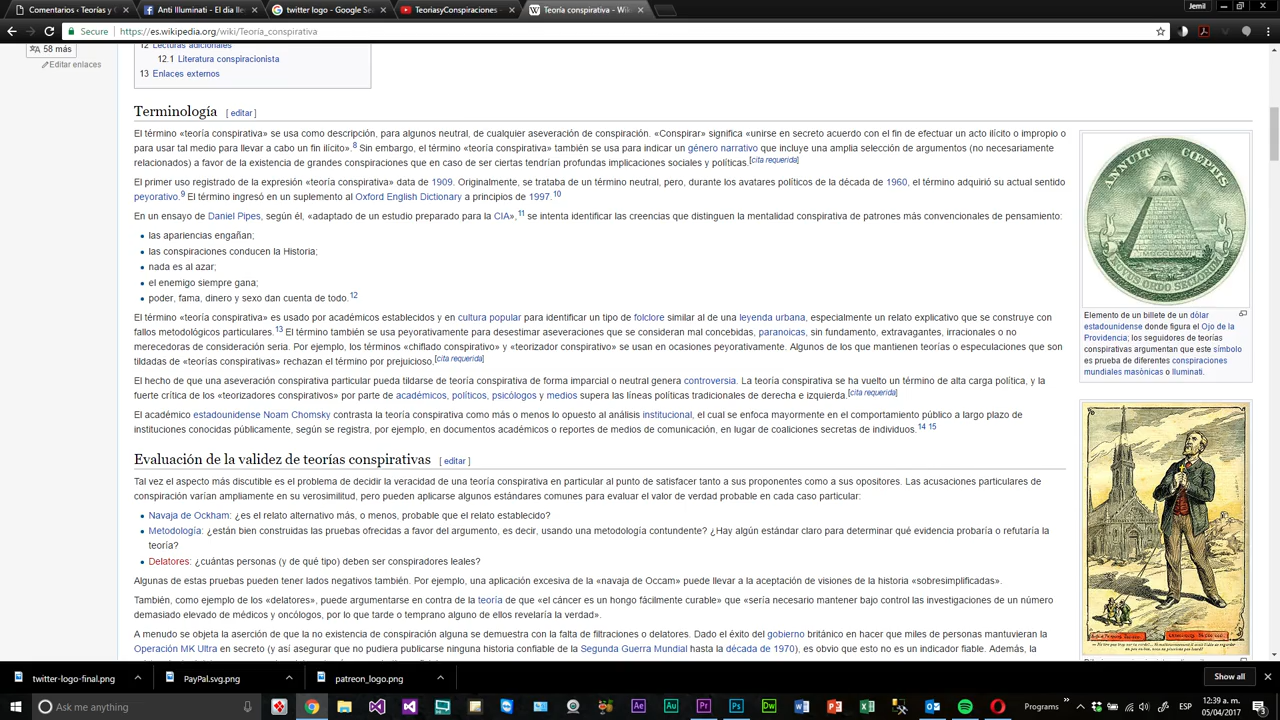 Comentarios ‹ Teorías y C
Anti Illuminati - El dia lle
twitter logo - Google Se
TeoriasyConspiraciones -
Teoría conspirativa - Wiki
Jemil
Secure
https://es.wikipedia.org/wiki/Teoría_conspirativa
58 más
Editar enlaces
12 Lecturas adicionales
12.1 Literatura conspiracionista
13 Enlaces externos
Terminología [ editar ]
El término «teoría conspirativa» se usa como descripción, para algunos neutral, de cualquier aseveración de conspiración. «Conspirar» significa «unirse en secreto acuerdo con el fin de efectuar un acto ilícito o impropio o
para usar tal medio para llevar a cabo un fin ilícito».8 Sin embargo, el término «teoría conspirativa» también se usa para indicar un género narrativo que incluye una amplia selección de argumentos (no necesariamente
relacionados) a favor de la existencia de grandes conspiraciones que en caso de ser ciertas tendrían profundas implicaciones sociales y políticas.[cita requerida]
El primer uso registrado de la expresión «teoría conspirativa» data de 1909. Originalmente, se trataba de un término neutral, pero, durante los avatares políticos de la década de 1960, el término adquirió su actual sentido
peyorativo.9 El término ingresó en un suplemento al Oxford English Dictionary a principios de 1997.10
En un ensayo de Daniel Pipes, según él, «adaptado de un estudio preparado para la CIA»,11 se intenta identificar las creencias que distinguen la mentalidad conspirativa de patrones más convencionales de pensamiento:
• las apariencias engañan;
• las conspiraciones conducen la Historia;
• nada es al azar;
• el enemigo siempre gana;
• poder, fama, dinero y sexo dan cuenta de todo.12
El término «teoría conspirativa» es usado por académicos establecidos y en cultura popular para identificar un tipo de folclore similar al de una leyenda urbana, especialmente un relato explicativo que se construye con
fallos metodológicos particulares.13 El término también se usa peyorativamente para desestimar aseveraciones que se consideran mal concebidas, paranoicas, sin fundamento, extravagantes, irracionales o no
merecedoras de consideración seria. Por ejemplo, los términos «chiflado conspirativo» y «teorizador conspirativo» se usan en ocasiones peyorativamente. Algunos de los que mantienen teorías o especulaciones que son
tildadas de «teorías conspirativas» rechazan el término por prejuicioso.[cita requerida]
El hecho de que una aseveración conspirativa particular pueda tildarse de teoría conspirativa de forma imparcial o neutral genera controversia. La teoría conspirativa se ha vuelto un término de alta carga política, y la
fuerte crítica de los «teorizadores conspirativos» por parte de académicos, políticos, psicólogos y medios supera las líneas políticas tradicionales de derecha e izquierda.[cita requerida]
El académico estadounidense Noam Chomsky contrasta la teoría conspirativa como más o menos lo opuesto al análisis institucional, el cual se enfoca mayormente en el comportamiento público a largo plazo de
instituciones conocidas públicamente, según se registra, por ejemplo, en documentos académicos o reportes de medios de comunicación, en lugar de coaliciones secretas de individuos.14 15
ANNUIT CŒPTIS
MDCCLXXVI
NOVUS ORDO SECLORUM
Elemento de un billete de un dólar
estadounidense donde figura el Ojo de la
Providencia; los seguidores de teorías
conspirativas argumentan que este símbolo
es prueba de diferentes conspiraciones
mundiales masónicas o Iluminati.
Evaluación de la validez de teorías conspirativas [ editar ]
Tal vez el aspecto más discutible es el problema de decidir la veracidad de una teoría conspirativa en particular al punto de satisfacer tanto a sus proponentes como a sus opositores. Las acusaciones particulares de
conspiración varían ampliamente en su verosimilitud, pero pueden aplicarse algunos estándares comunes para evaluar el valor de verdad probable en cada caso particular:
• Navaja de Ockham: ¿es el relato alternativo más, o menos, probable que el relato establecido?
• Metodología: ¿están bien construidas las pruebas ofrecidas a favor del argumento, es decir, usando una metodología contundente? ¿Hay algún estándar claro para determinar qué evidencia probaría o refutaría la
teoría?
• Delatores: ¿cuántas personas (y de qué tipo) deben ser conspiradores leales?
Algunas de estas pruebas pueden tener lados negativos también. Por ejemplo, una aplicación excesiva de la «navaja de Occam» puede llevar a la aceptación de visiones de la historia «sobresimplificadas».
También, como ejemplo de los «delatores», puede argumentarse en contra de la teoría de que «el cáncer es un hongo fácilmente curable» que «sería necesario mantener bajo control las investigaciones de un número
demasiado elevado de médicos y oncólogos, por lo que tarde o temprano alguno de ellos revelaría la verdad».
A menudo se objeta la aserción de que la no existencia de conspiración alguna se demuestra con la falta de filtraciones o delatores. Dado el éxito del gobierno británico en hacer que miles de personas mantuvieran la
Operación MK Ultra en secreto (y así asegurar que no pudiera haber una historia confiable de la Segunda Guerra Mundial hasta la década de 1970), es obvio que este no es un indicador fiable. Además, la
twitter-logo-final.png
PayPal.svg.png
patreon_logo.png
Show all
Ask me anything
Programs
ESP
12:39 a. m.
05/04/2017
3